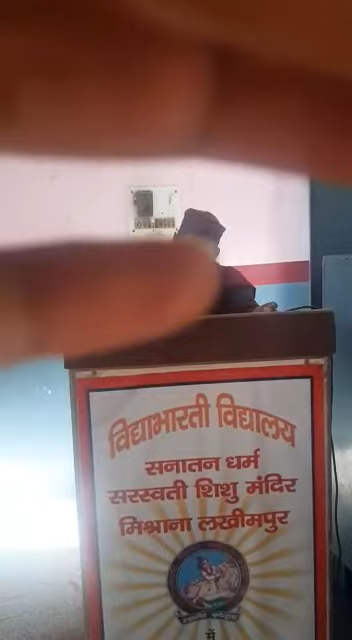 विद्याभारती विद्यालय
सनातन धर्म
सरस्वती शिशु मंदिर
मिश्राना लखीमपुर
में